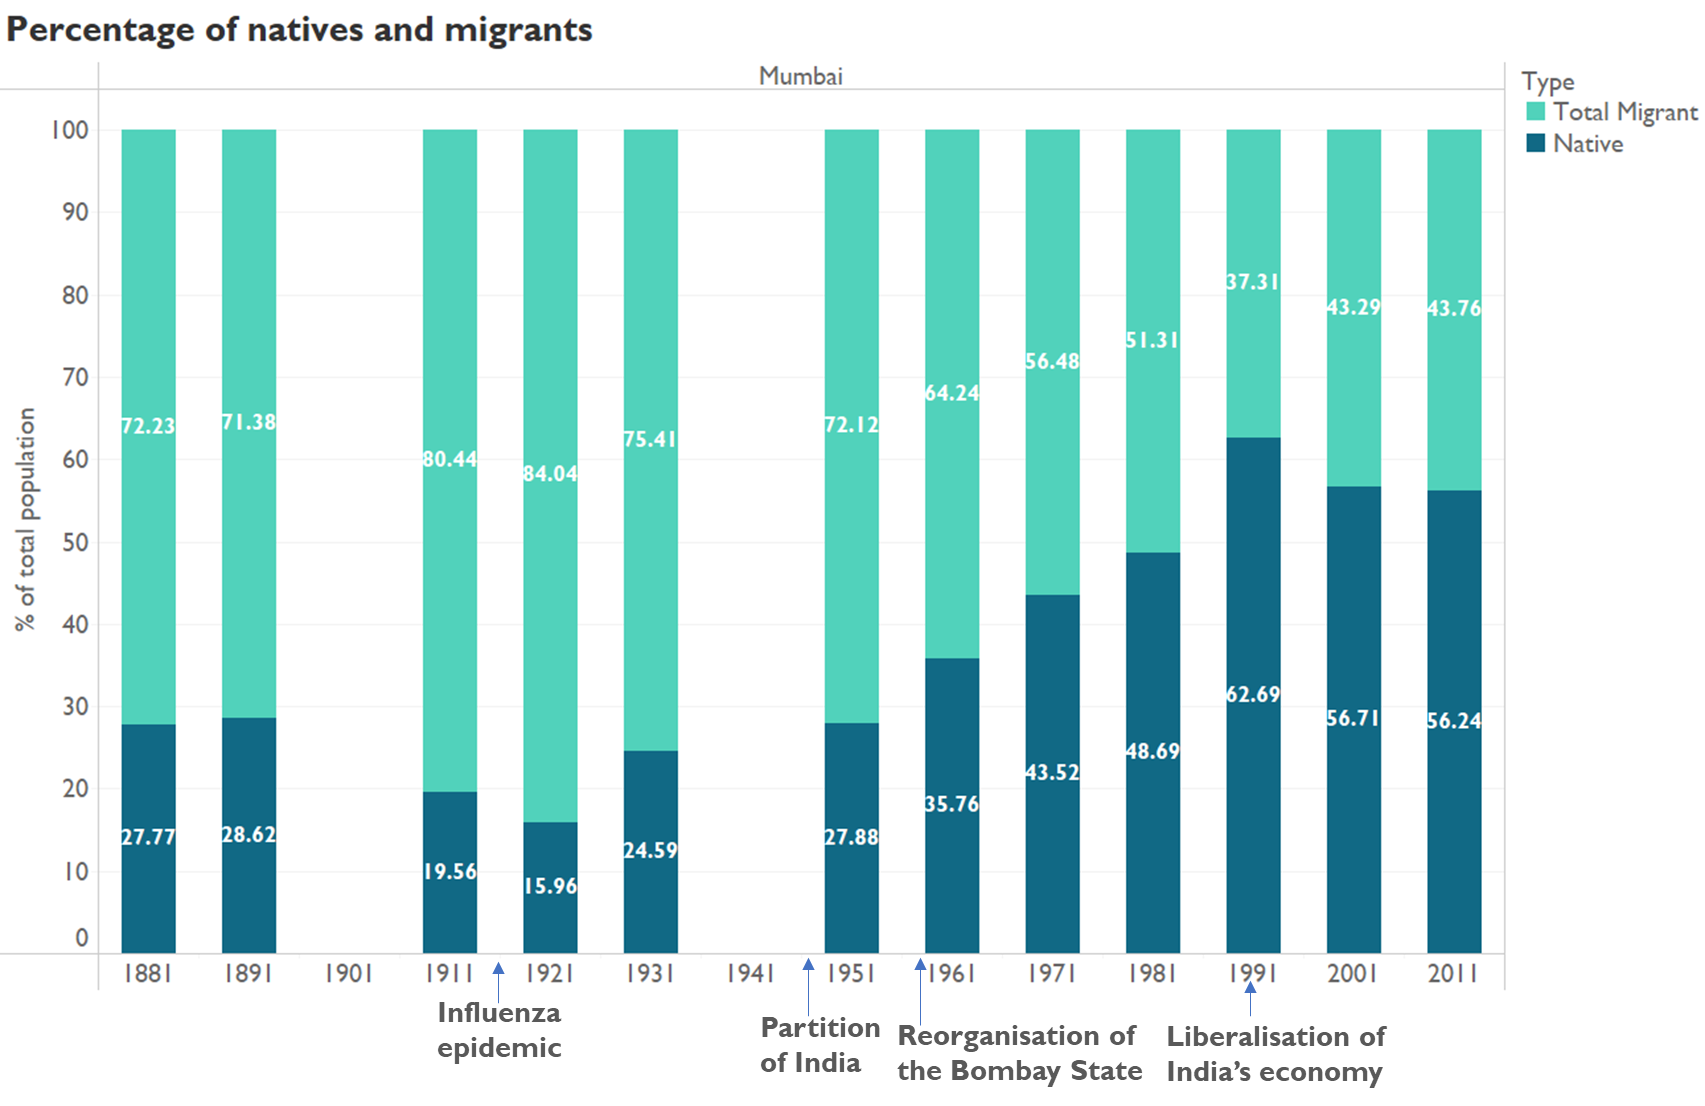 Percentage of natives and migrants
Mumbai
Type
Total Migrant
Native
% of total population
100
90
80
70
60
50
40
30
20
10
0
72.23
71.38
80.44
84.04
75.41
72.12
64.24
56.48
51.31
37.31
43.29
43.76
27.77
28.62
19.56
15.96
24.59
27.88
35.76
43.52
48.69
62.69
56.71
56.24
1881 1891 1901 1911 1921 1931 1941 1951 1961 1971 1981 1991 2001 2011
Influenza
epidemic
Partition
of India
Reorganisation of
the Bombay State
Liberalisation of
India's economy